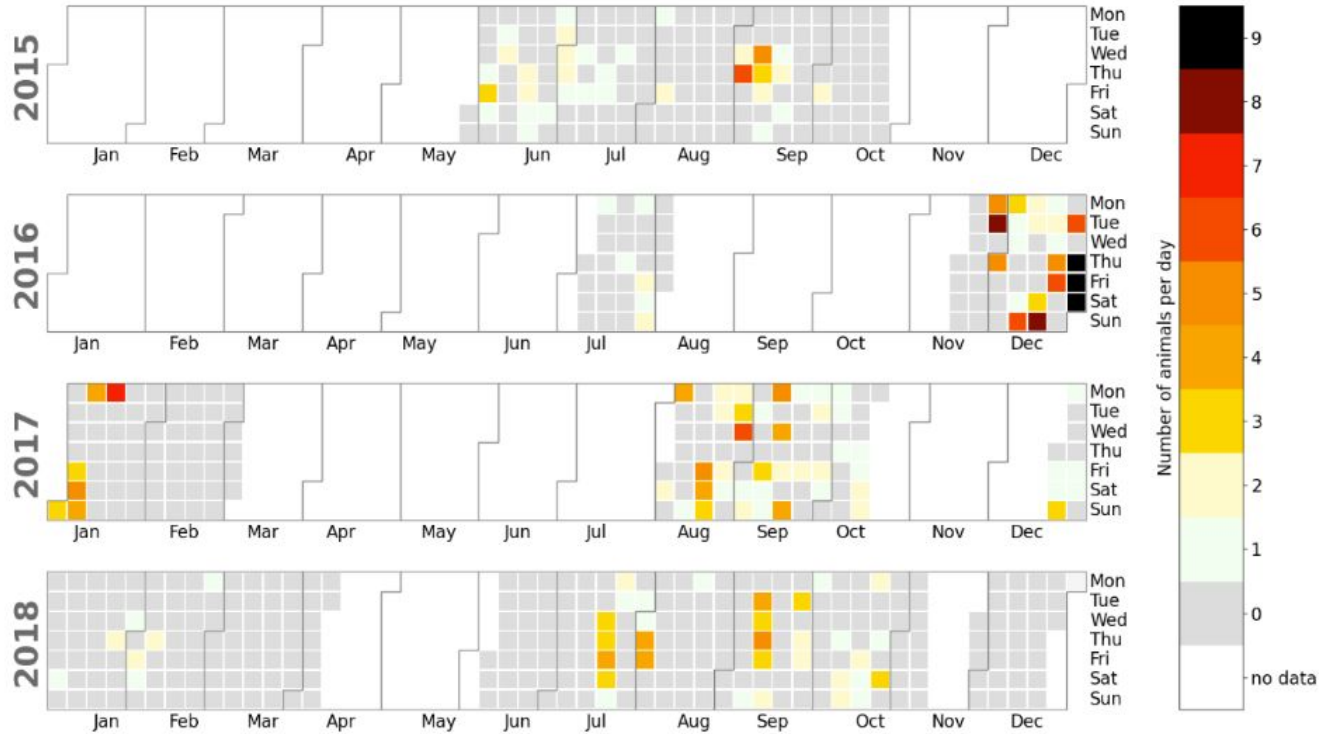 2015
Mon
Tue
Wed
Thu
Fri
Sat
Sun
Jan Feb Mar Apr May Jun Jul Aug Sep Oct Nov Dec
2016
Mon
Tue
Wed
Thu
Fri
Sat
Sun
Jan Feb Mar Apr May Jun Jul Aug Sep Oct Nov Dec
2017
Mon
Tue
Wed
Thu
Fri
Sat
Sun
Jan Feb Mar Apr May Jun Jul Aug Sep Oct Nov Dec
2018
Mon
Tue
Wed
Thu
Fri
Sat
Sun
Jan Feb Mar Apr May Jun Jul Aug Sep Oct Nov Dec
Number of animals per day
9
8
7
6
5
4
3
2
1
0
no data